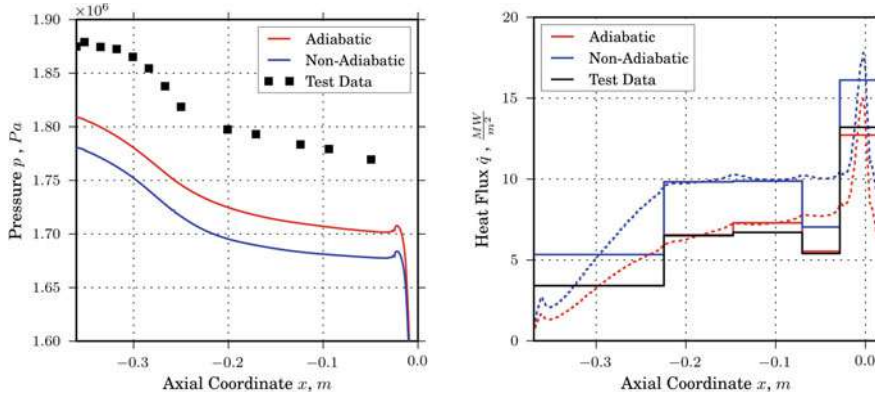 ×10⁶
1.90
1.85
1.80
1.75
1.70
1.65
1.60
Pressure p , Pa
Adiabatic
Non-Adiabatic
Test Data
−0.3
−0.2
−0.1
0.0
Axial Coordinate x, m
20
15
10
5
0
Heat Flux q̇ , MW/m²
Adiabatic
Non-Adiabatic
Test Data
−0.3
−0.2
−0.1
0.0
Axial Coordinate x, m